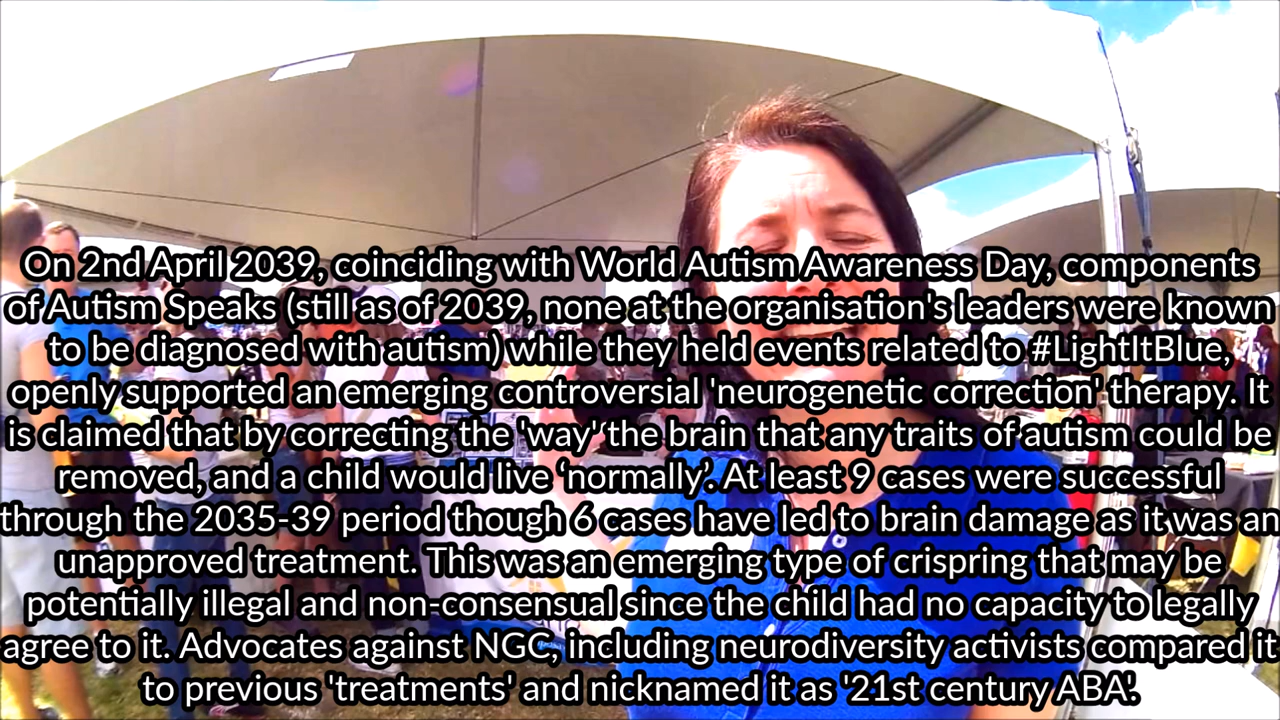 On 2nd April 2039, coinciding with World Autism Awareness Day, components
of Autism Speaks (still as of 2039, none at the organisation's leaders were known
to be diagnosed with autism) while they held events related to #LightItBlue,
openly supported an emerging controversial 'neurogenetic correction' therapy. It
is claimed that by correcting the 'way' the brain that any traits of autism could be
removed, and a child would live ‘normally’. At least 9 cases were successful
through the 2035-39 period though 6 cases have led to brain damage as it was an
unapproved treatment. This was an emerging type of crispring that may be
potentially illegal and non-consensual since the child had no capacity to legally
agree to it. Advocates against NGC, including neurodiversity activists compared it
to previous 'treatments' and nicknamed it as '21st century ABA'.